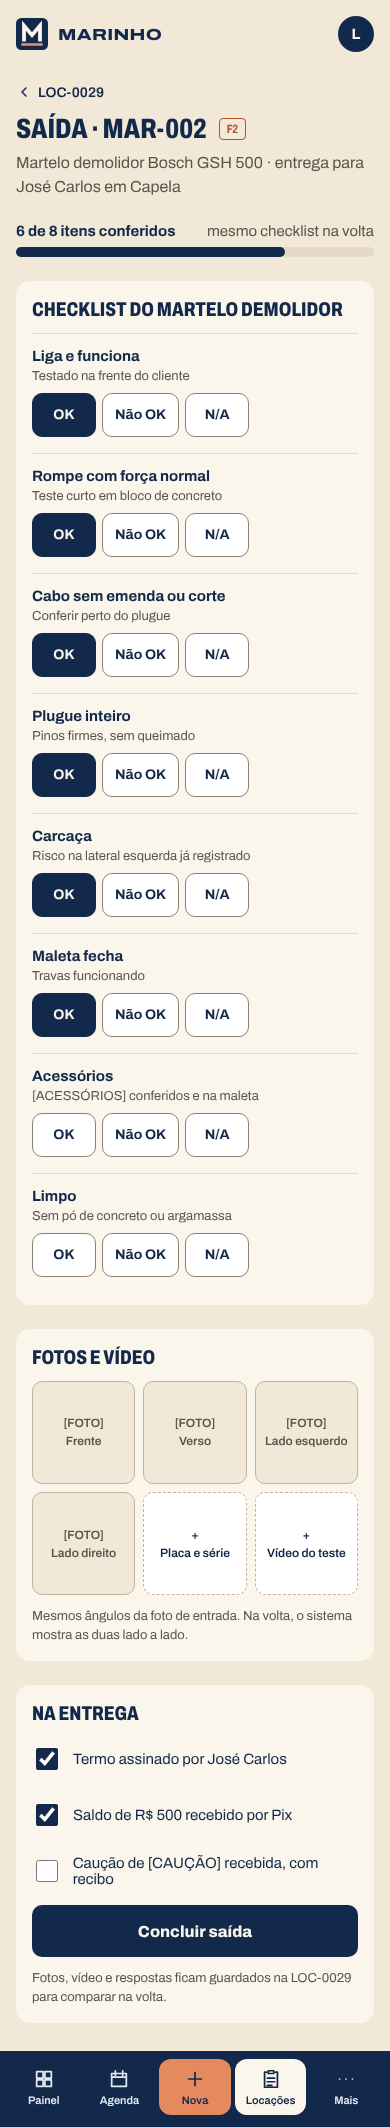 M MARINHO
L
LOC-0029
SAÍDA · MAR-002 F2
Martelo demolidor Bosch GSH 500 · entrega para
José Carlos em Capela
6 de 8 itens conferidos mesmo checklist na volta
CHECKLIST DO MARTELO DEMOLIDOR
Liga e funciona
Testado na frente do cliente
OK Não OK N/A
Rompe com força normal
Teste curto em bloco de concreto
OK Não OK N/A
Cabo sem emenda ou corte
Conferir perto do plugue
OK Não OK N/A
Plugue inteiro
Pinos firmes, sem queimado
OK Não OK N/A
Carcaça
Risco na lateral esquerda já registrado
OK Não OK N/A
Maleta fecha
Travas funcionando
OK Não OK N/A
Acessórios
[ACESSÓRIOS] conferidos e na maleta
OK Não OK N/A
Limpo
Sem pó de concreto ou argamassa
OK Não OK N/A
FOTOS E VÍDEO
[FOTO] [FOTO] [FOTO]
Frente Verso Lado esquerdo
[FOTO] + +
Lado direito Placa e série Vídeo do teste
Mesmos ângulos da foto de entrada. Na volta, o sistema
mostra as duas lado a lado.
NA ENTREGA
Termo assinado por José Carlos
Saldo de R$ 500 recebido por Pix
Caução de [CAUÇÃO] recebida, com
recibo
Concluir saída
Fotos, vídeo e respostas ficam guardados na LOC-0029
para comparar na volta.
Painel Agenda Nova Locações Mais